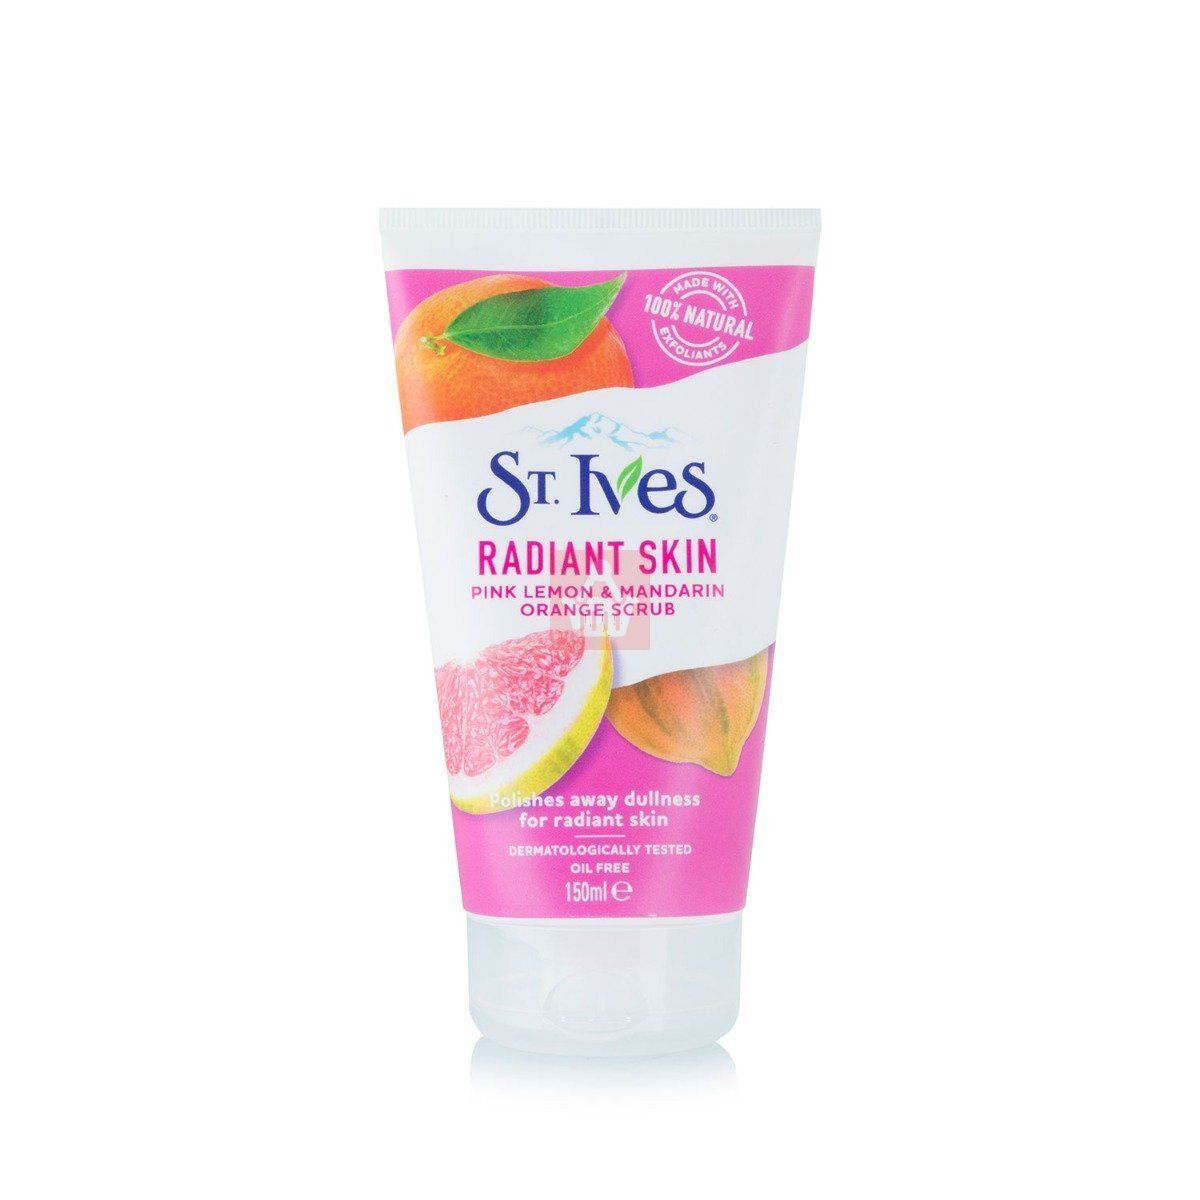 MADE WITH
100% NATURAL
EXFOLIANTS
ST. IVES®
RADIANT SKIN
PINK LEMON & MANDARIN
ORANGE SCRUB
Polishes away dullness
for radiant skin
DERMATOLOGICALLY TESTED
OIL FREE
150ml ℮